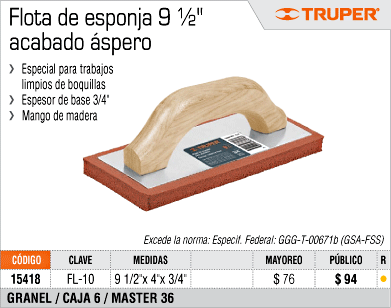 Flota de esponja 9 ½"
acabado áspero
TRUPER®
❯ Especial para trabajos
limpios de boquillas
❯ Espesor de base 3/4"
❯ Mango de madera
TRUPER
Excede la norma: Especif. Federal: GGG-T-00671b (GSA-FSS)
CÓDIGO CLAVE MEDIDAS MAYOREO PÚBLICO R
15418 FL-10 9 1/2"x 4"x 3/4" $ 76 $ 94
GRANEL / CAJA 6 / MASTER 36